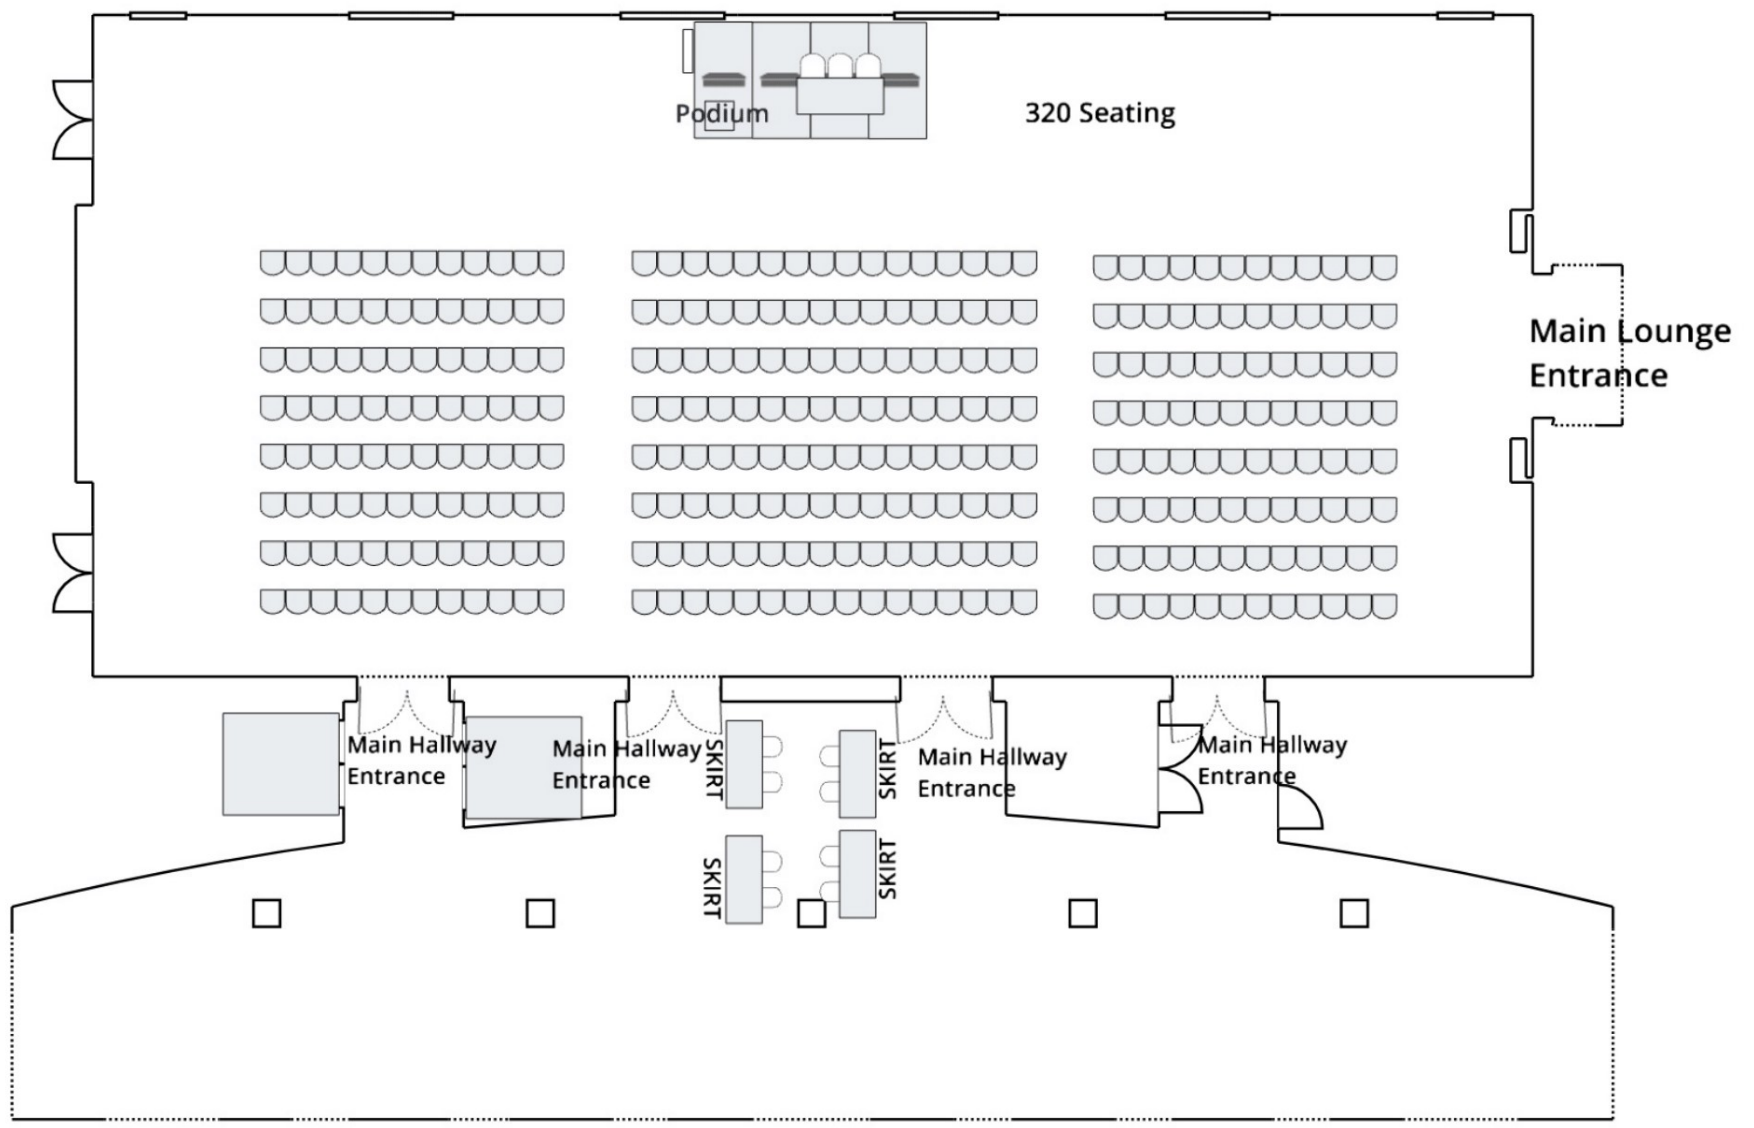 Podium
320 Seating
Main Lounge
Entrance
Main Hallway
Entrance
Main Hallway
Entrance
SKIRT
SKIRT
Main Hallway
Entrance
Main Hallway
Entrance
SKIRT
SKIRT